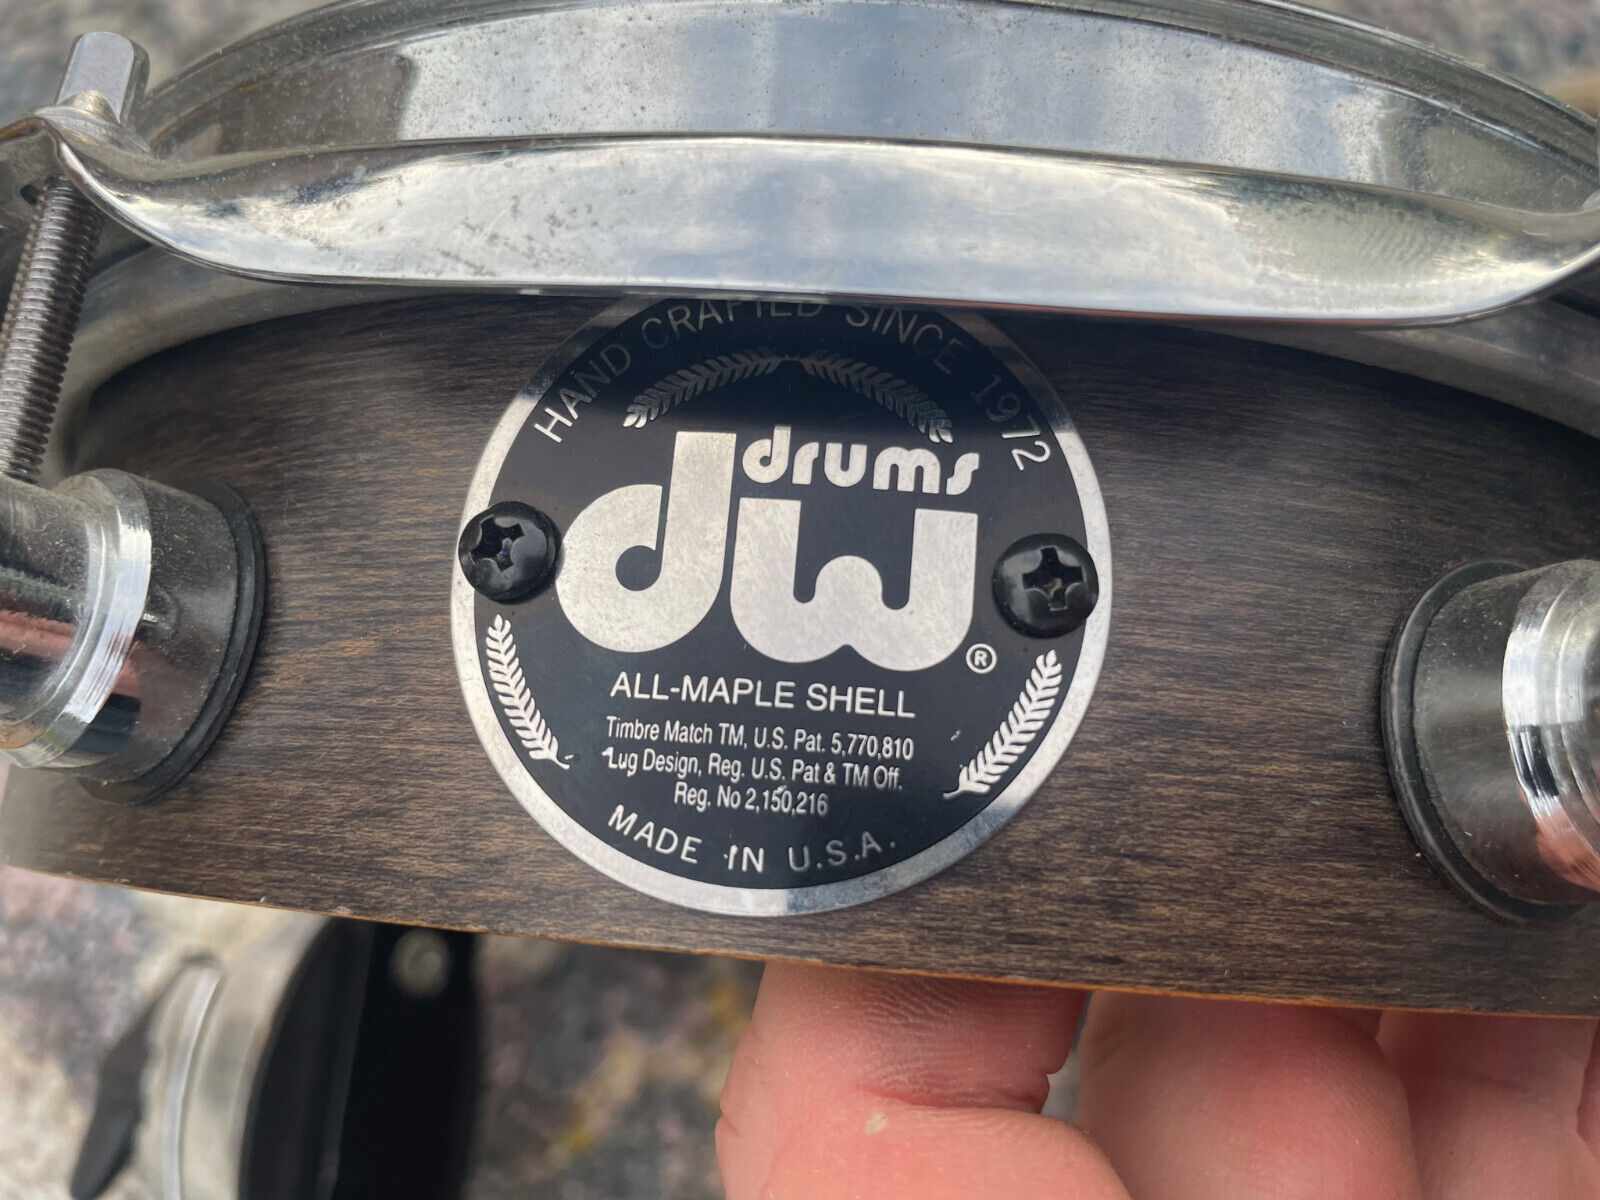 HAND CRAFTED SINCE 1972
drums
dw®
ALL-MAPLE SHELL
Timbre Match TM, U.S. Pat. 5,770,810
Lug Design, Reg. U.S. Pat & TM Off.
Reg. No 2,150,216
MADE IN U.S.A.